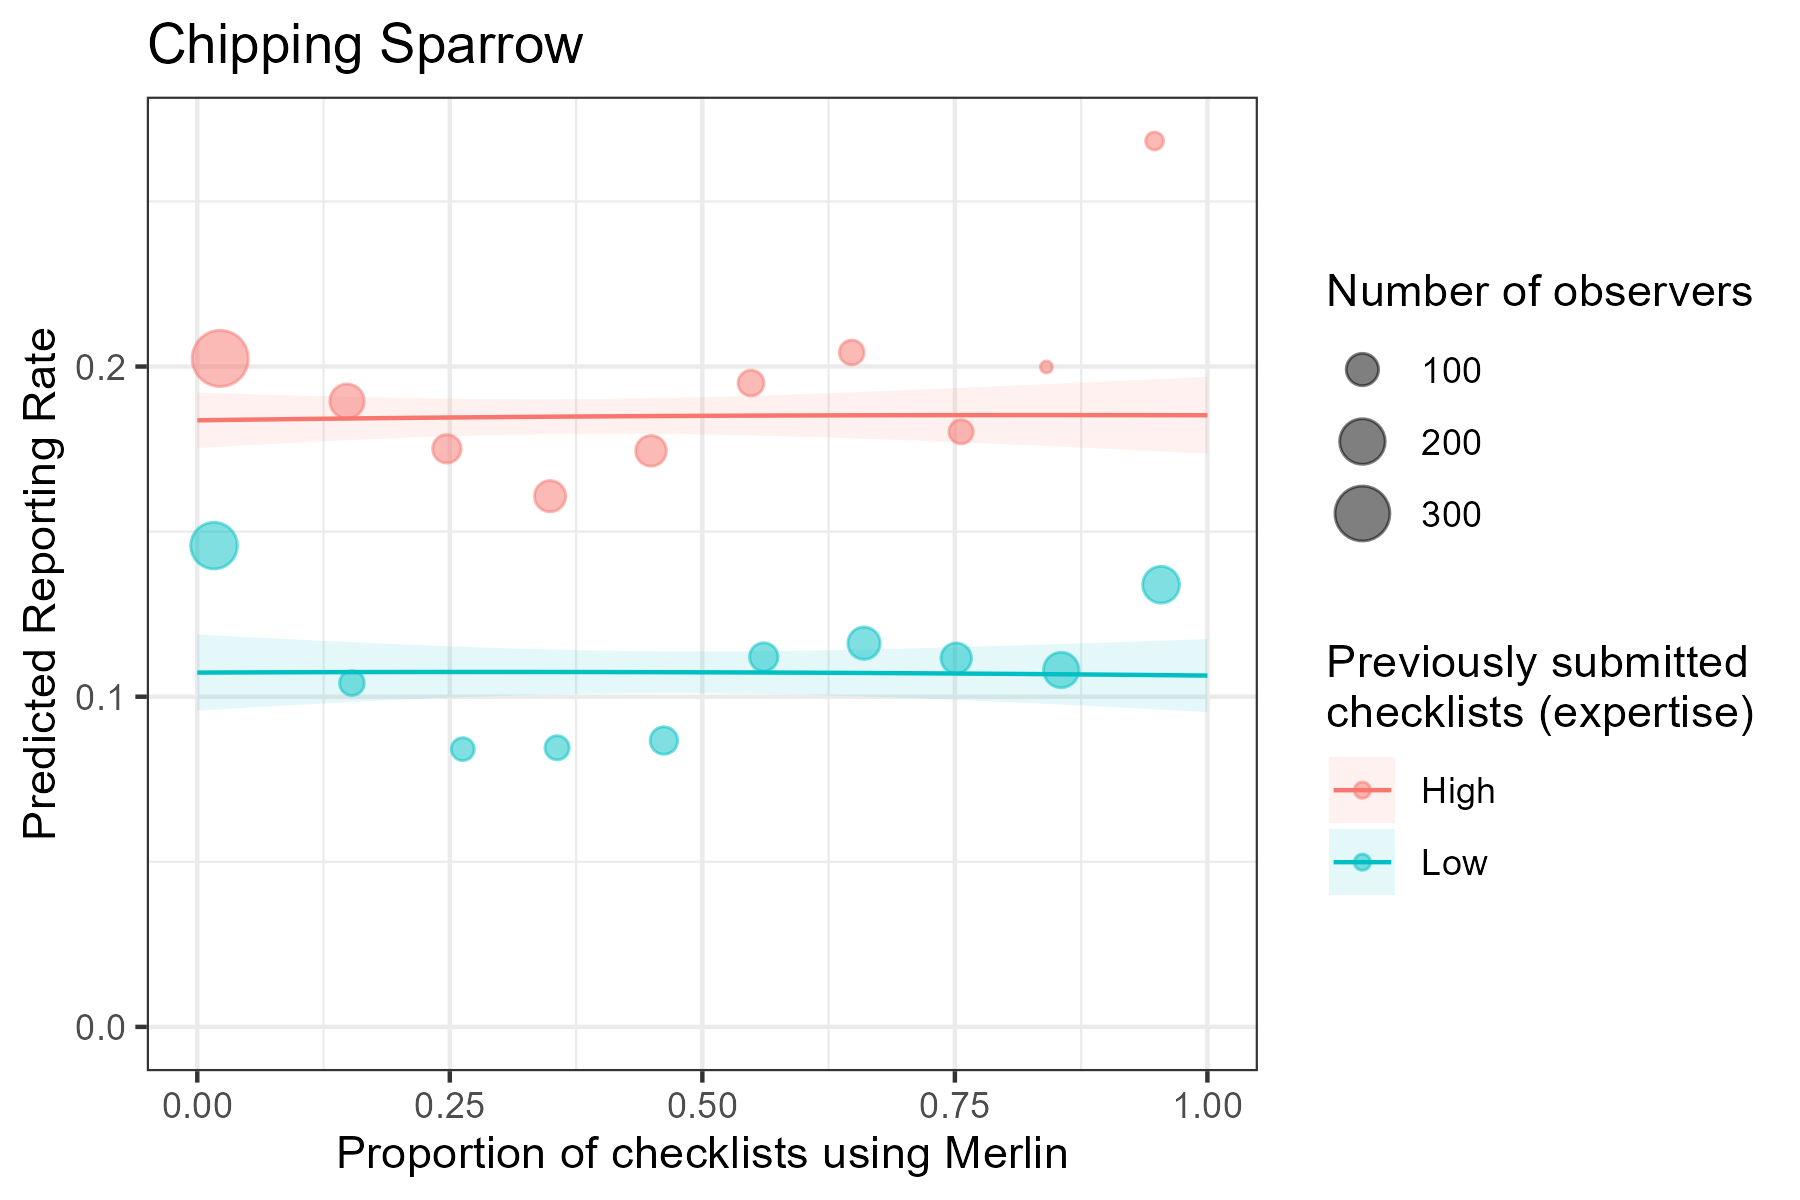 Chipping Sparrow
Predicted Reporting Rate
0.2
0.1
0.0
0.00 0.25 0.50 0.75 1.00
Proportion of checklists using Merlin
Number of observers
100
200
300
Previously submitted
checklists (expertise)
High
Low